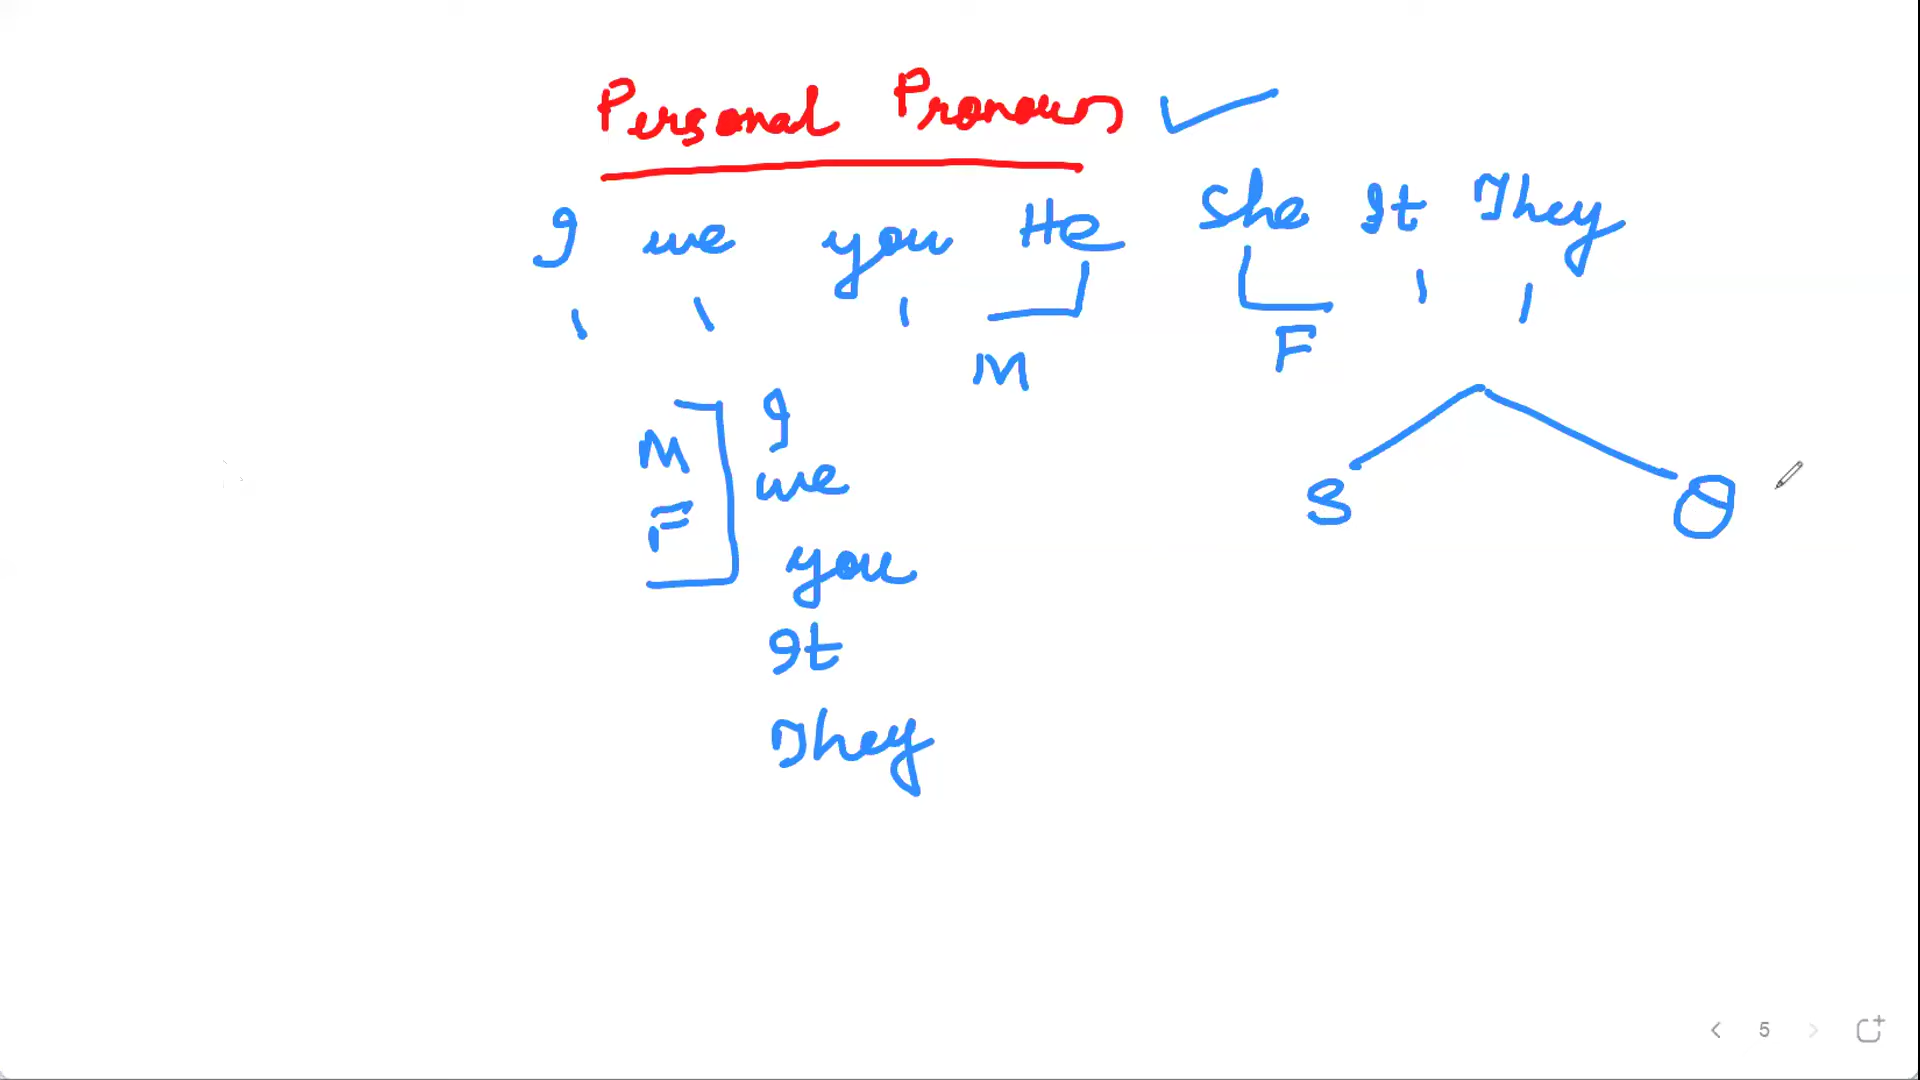 Personal Pronoun
I we you He She It They
M F
M
F
I
we
you
It
They
S O
5